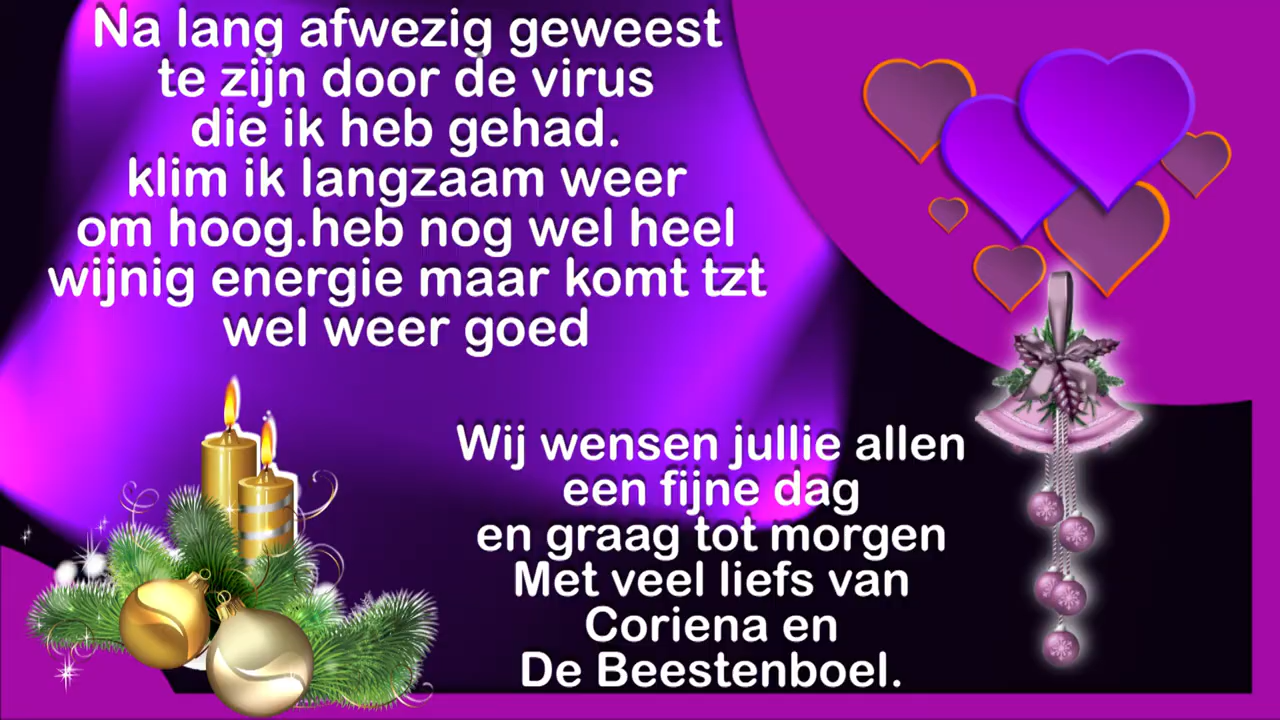 Na lang afwezig geweest
te zijn door de virus
die ik heb gehad.
klim ik langzaam weer
om hoog.heb nog wel heel
wijnig energie maar komt tzt
wel weer goed
Wij wensen jullie allen
een fijne dag
en graag tot morgen
Met veel liefs van
Coriena en
De Beestenboel.